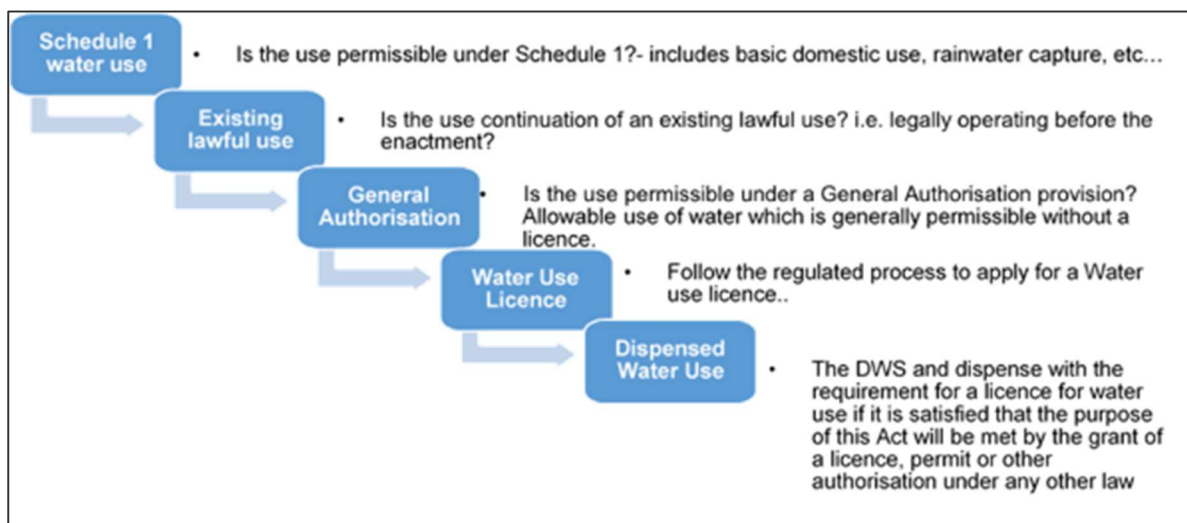 Schedule 1
water use
• Is the use permissible under Schedule 1?- includes basic domestic use, rainwater capture, etc…
Existing
lawful use
• Is the use continuation of an existing lawful use? i.e. legally operating before the
enactment?
General
Authorisation
• Is the use permissible under a General Authorisation provision?
Allowable use of water which is generally permissible without a
licence.
Water Use
Licence
• Follow the regulated process to apply for a Water
use licence..
Dispensed
Water Use
• The DWS and dispense with the
requirement for a licence for water
use if it is satisfied that the purpose
of this Act will be met by the grant of
a licence, permit or other
authorisation under any other law